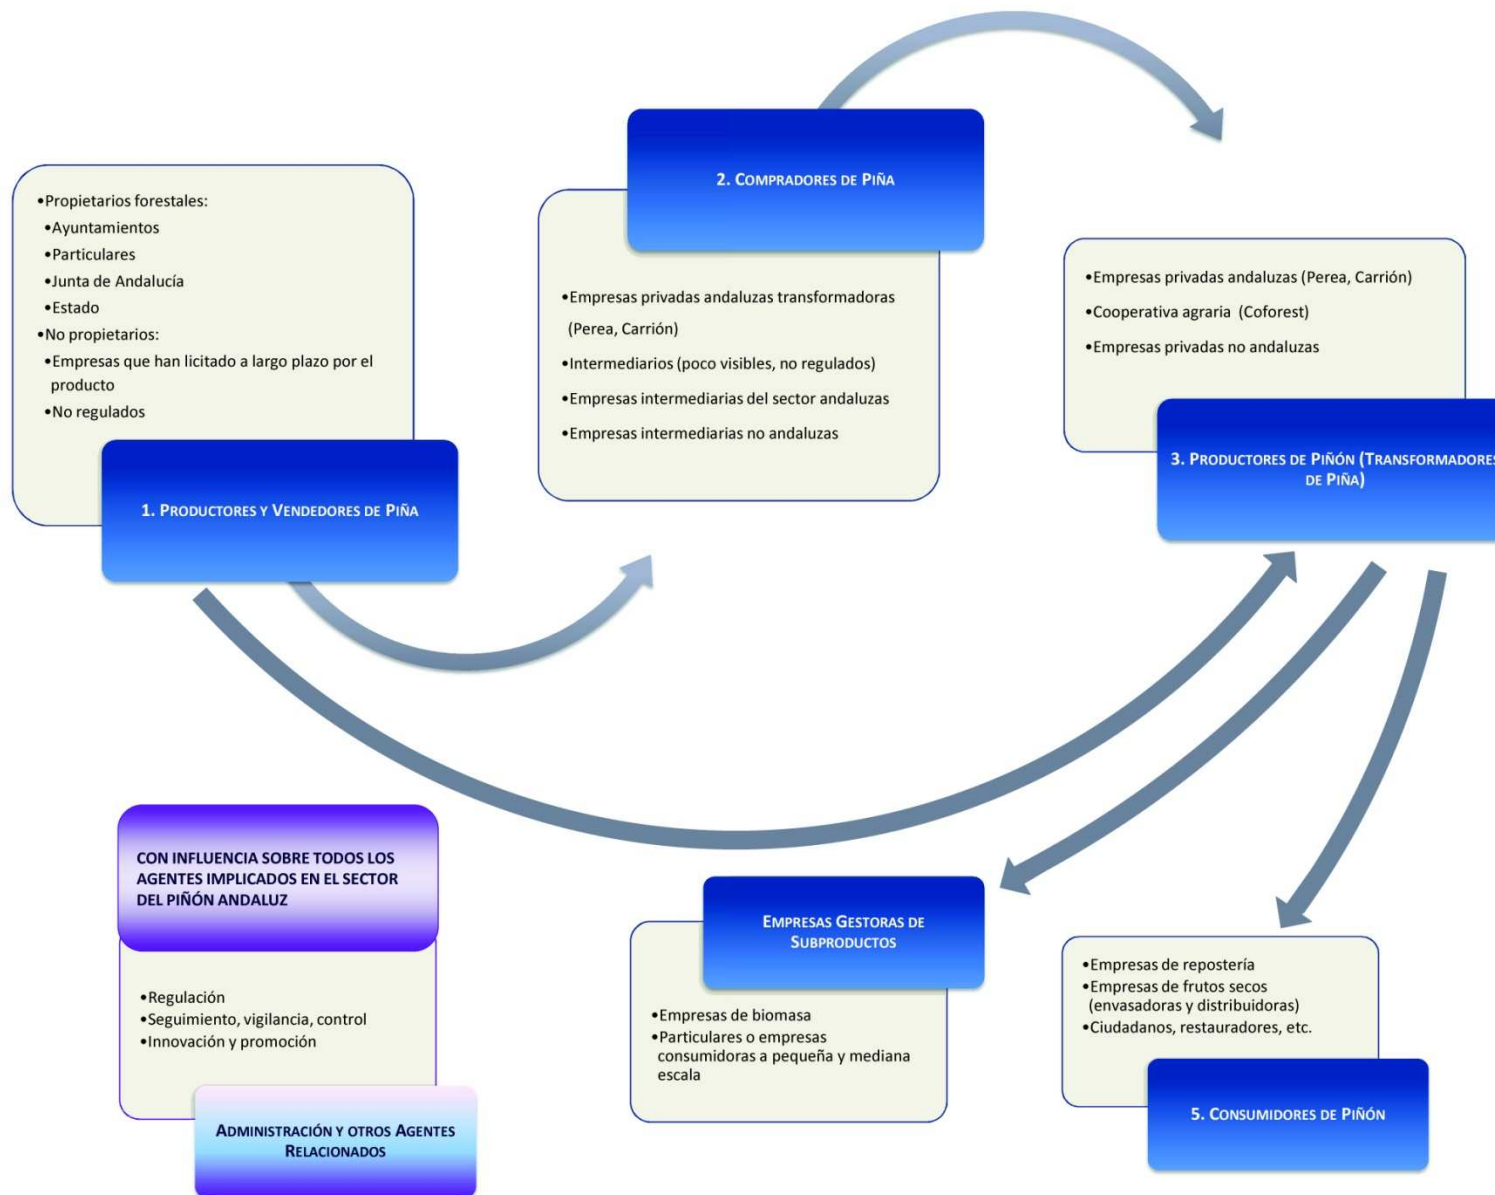 •Propietarios forestales:
•Ayuntamientos
•Particulares
•Junta de Andalucía
•Estado
•No propietarios:
•Empresas que han licitado a largo plazo por el
producto
•No regulados
1. PRODUCTORES Y VENDEDORES DE PIÑA
2. COMPRADORES DE PIÑA
•Empresas privadas andaluzas transformadoras
(Perea, Carrión)
•Intermediarios (poco visibles, no regulados)
•Empresas intermediarias del sector andaluzas
•Empresas intermediarias no andaluzas
•Empresas privadas andaluzas (Perea, Carrión)
•Cooperativa agraria (Coforest)
•Empresas privadas no andaluzas
3. PRODUCTORES DE PIÑÓN (TRANSFORMADORES
DE PIÑA)
CON INFLUENCIA SOBRE TODOS LOS
AGENTES IMPLICADOS EN EL SECTOR
DEL PIÑÓN ANDALUZ
•Regulación
•Seguimiento, vigilancia, control
•Innovación y promoción
ADMINISTRACIÓN Y OTROS AGENTES
RELACIONADOS
EMPRESAS GESTORAS DE
SUBPRODUCTOS
•Empresas de biomasa
•Particulares o empresas
consumidoras a pequeña y mediana
escala
•Empresas de repostería
•Empresas de frutos secos
(envasadoras y distribuidoras)
•Ciudadanos, restauradores, etc.
5. CONSUMIDORES DE PIÑÓN